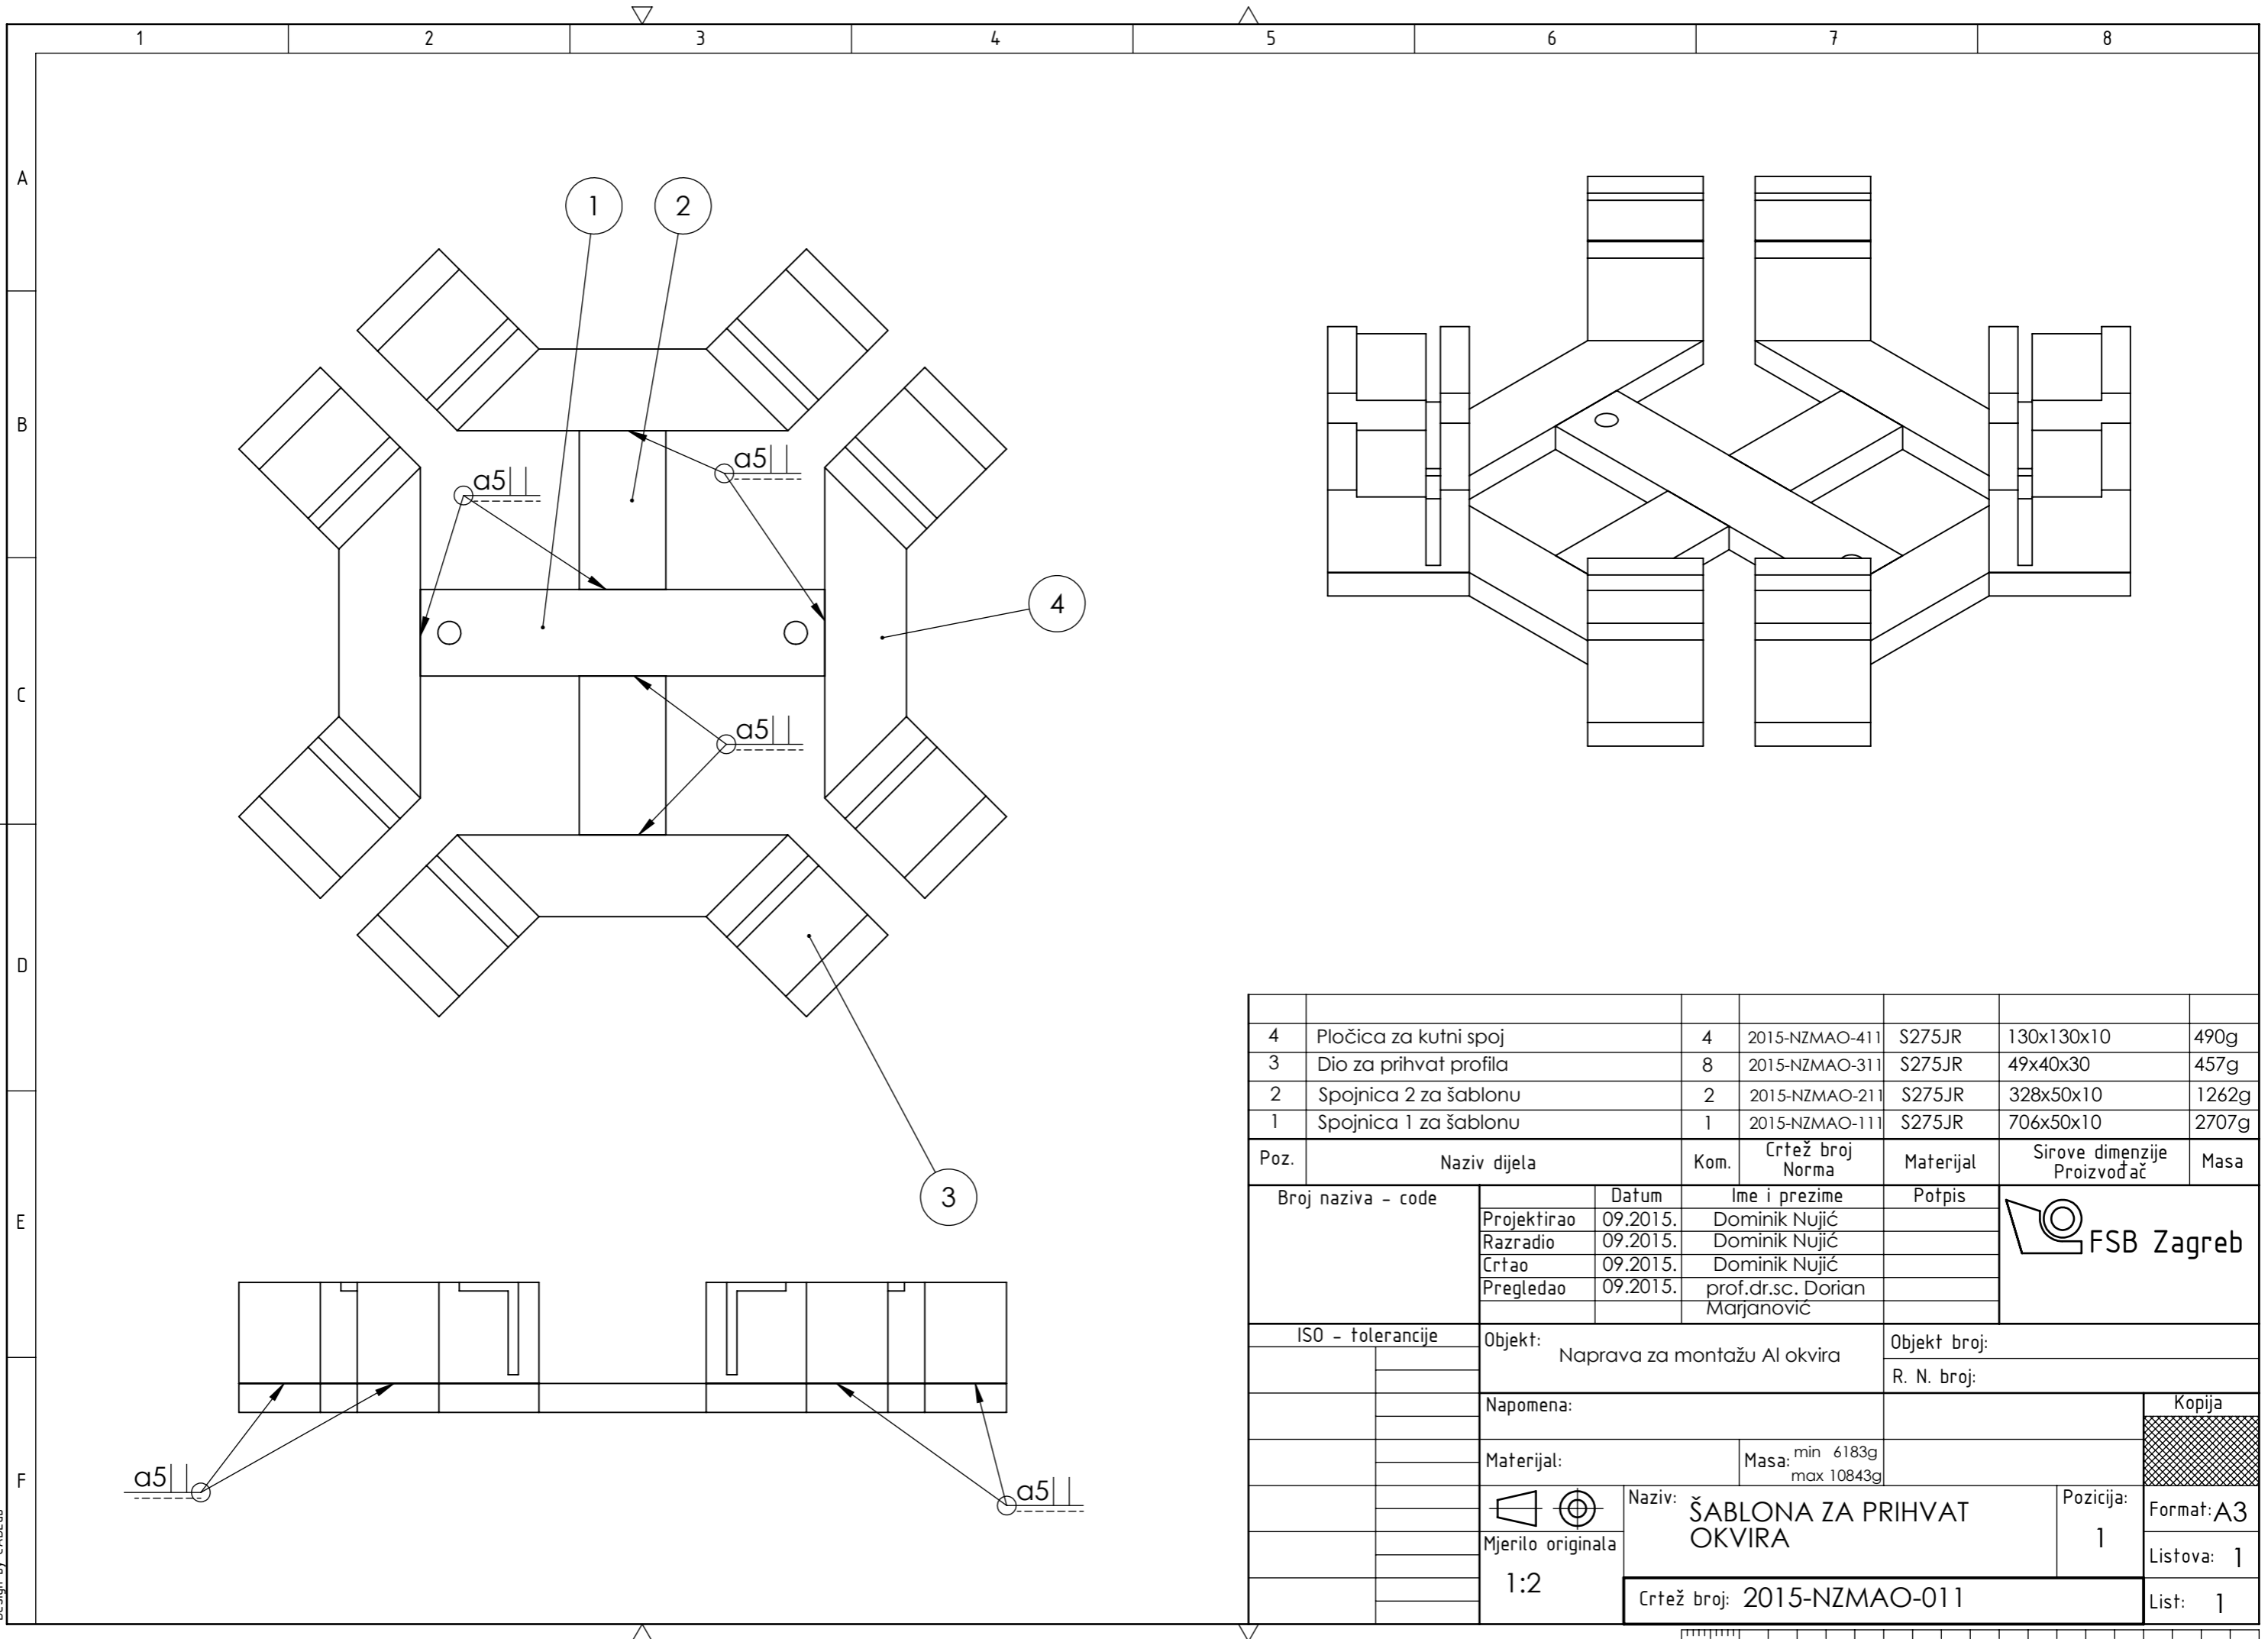 1 2 3 4 5 6 7 8
A
B
C
D
E
F
1 2
a5
a5
4
a5
3
a5
a5
4 Pločica za kutni spoj 4 2015-NZMAO-411 S275JR 130x130x10 490g
3 Dio za prihvat profila 8 2015-NZMAO-311 S275JR 49x40x30 457g
2 Spojnica 2 za šablonu 2 2015-NZMAO-211 S275JR 328x50x10 1262g
1 Spojnica 1 za šablonu 1 2015-NZMAO-111 S275JR 706x50x10 2707g
Poz. Naziv dijela Kom. Crtež broj Norma Materijal Sirove dimenzije Proizvođač Masa
Broj naziva - code
Datum Ime i prezime Potpis
Projektirao 09.2015. Dominik Nujić
Razradio 09.2015. Dominik Nujić
Crtao 09.2015. Dominik Nujić
Pregledao 09.2015. prof.dr.sc. Dorian
Marjanović
FSB Zagreb
ISO - tolerancije
Objekt: Naprava za montažu Al okvira
Objekt broj:
R. N. broj:
Napomena:
Kopija
Materijal:
Masa: min 6183g
max 10843g
Naziv: ŠABLONA ZA PRIHVAT
OKVIRA
Pozicija:
1
Format: A3
Mjerilo originala
1:2
Listova: 1
Crtež broj: 2015-NZMAO-011
List: 1